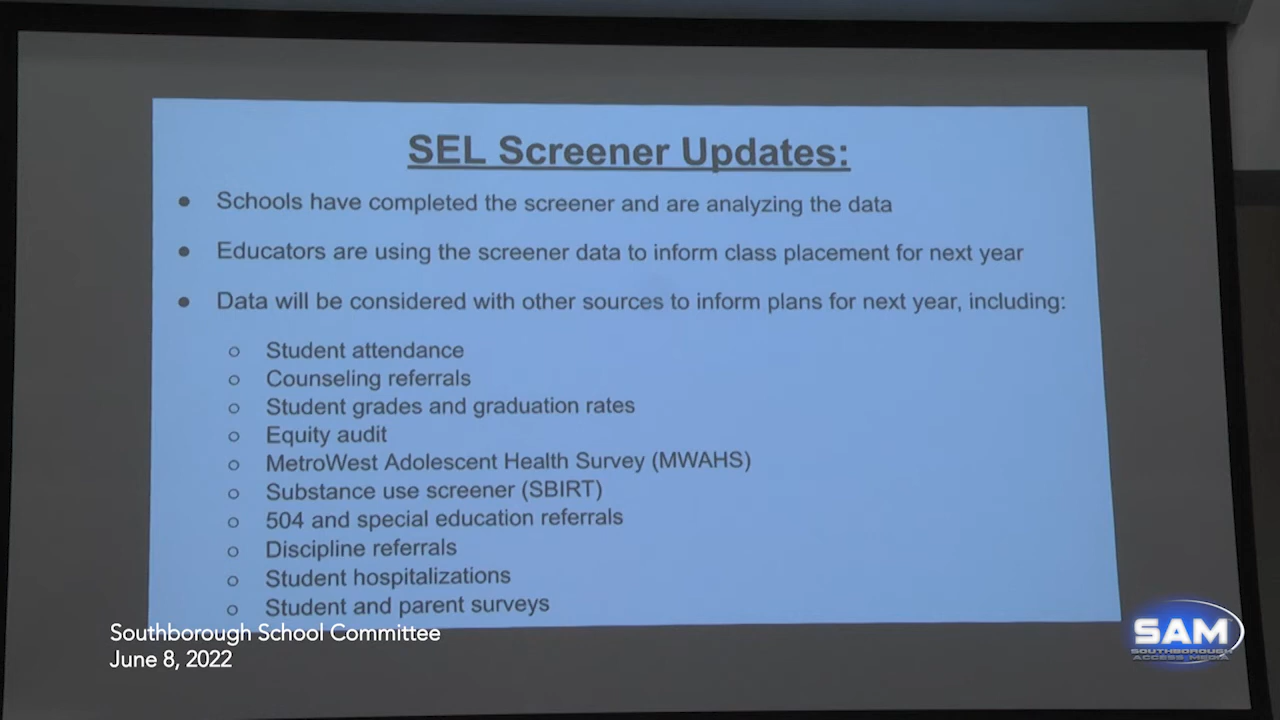 SEL Screener Updates:
● Schools have completed the screener and are analyzing the data
● Educators are using the screener data to inform class placement for next year
● Data will be considered with other sources to inform plans for next year, including:
○ Student attendance
○ Counseling referrals
○ Student grades and graduation rates
○ Equity audit
○ MetroWest Adolescent Health Survey (MWAHS)
○ Substance use screener (SBIRT)
○ 504 and special education referrals
○ Discipline referrals
○ Student hospitalizations
○ Student and parent surveys
Southborough School Committee
June 8, 2022
SAM
SOUTHBOROUGH
ACCESS MEDIA